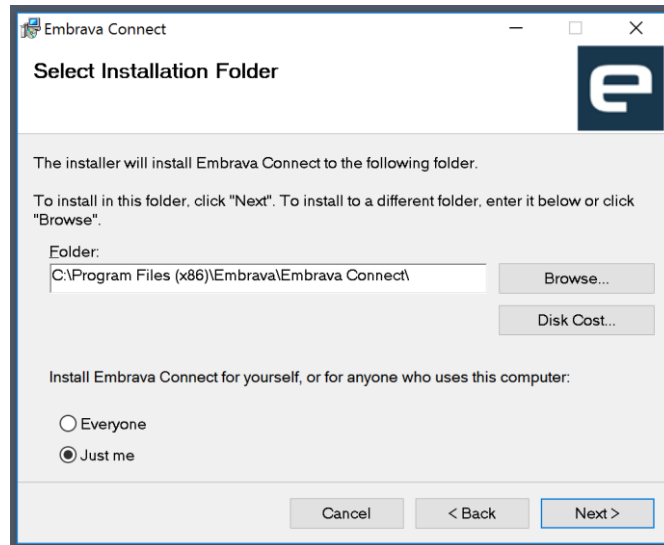 Embrava Connect
Select Installation Folder
e
The installer will install Embrava Connect to the following folder.
To install in this folder, click "Next". To install to a different folder, enter it below or click
"Browse".
Folder:
C:\Program Files (x86)\Embrava\Embrava Connect\
Browse...
Disk Cost...
Install Embrava Connect for yourself, or for anyone who uses this computer:
Everyone
Just me
Cancel
< Back
Next >